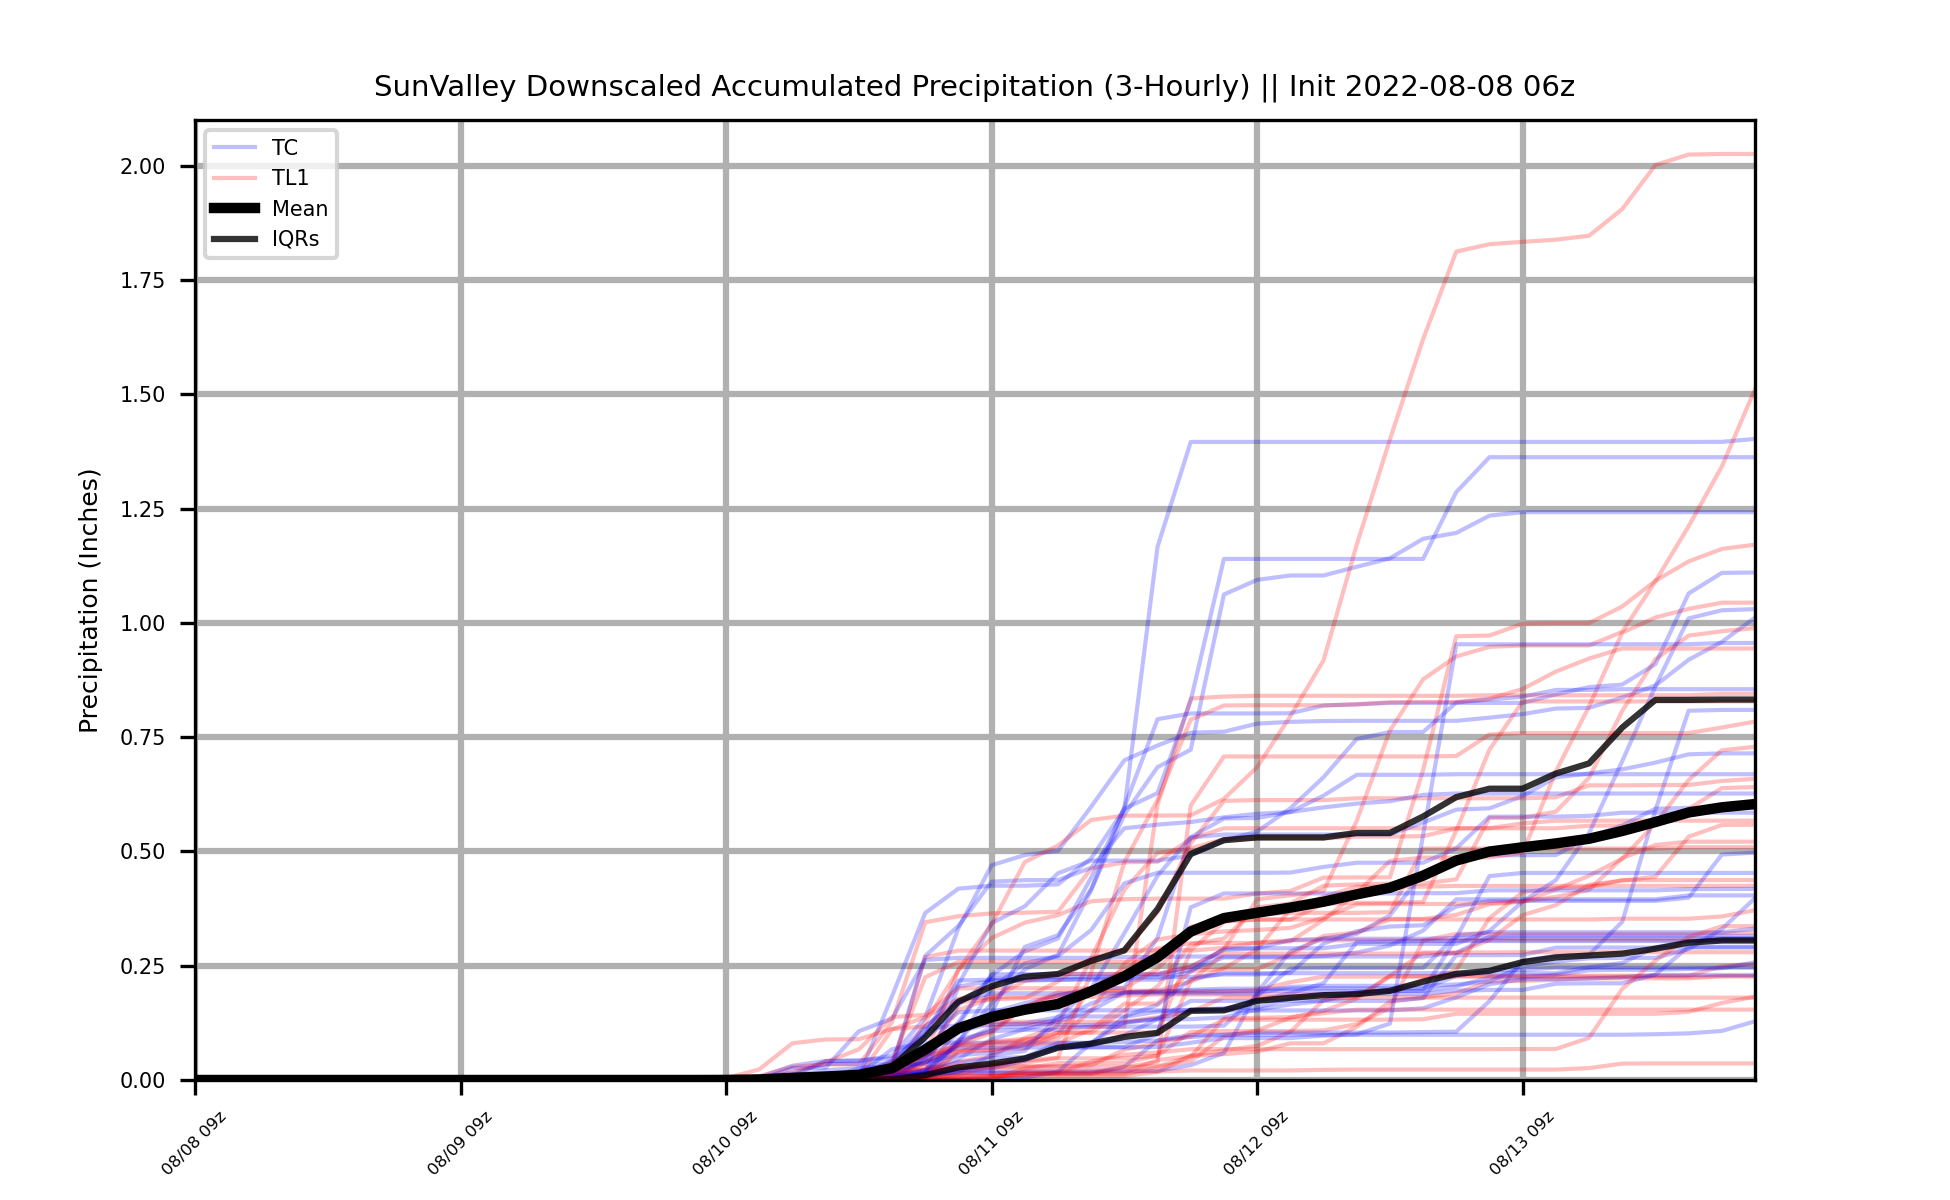 SunValley Downscaled Accumulated Precipitation (3-Hourly) || Init 2022-08-08 06z
TC
TL1
Mean
IQRs
Precipitation (Inches)
2.00
1.75
1.50
1.25
1.00
0.75
0.50
0.25
0.00
08/08 09z
08/09 09z
08/10 09z
08/11 09z
08/12 09z
08/13 09z